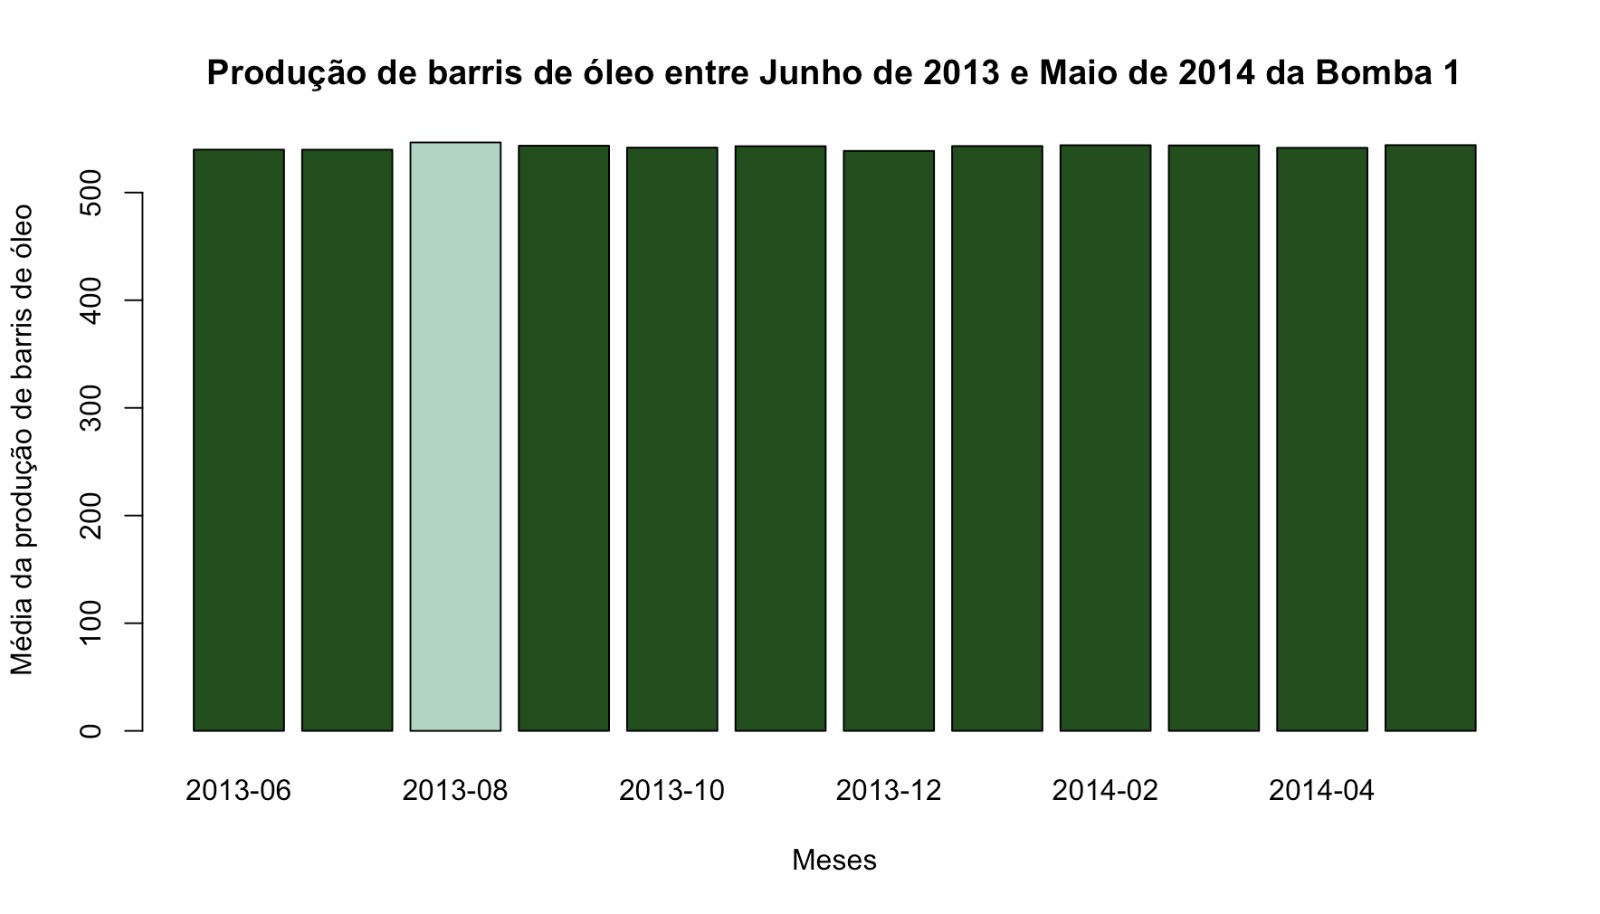 Produção de barris de óleo entre Junho de 2013 e Maio de 2014 da Bomba 1
Média da produção de barris de óleo
500
400
300
200
100
0
2013-06 2013-08 2013-10 2013-12 2014-02 2014-04
Meses